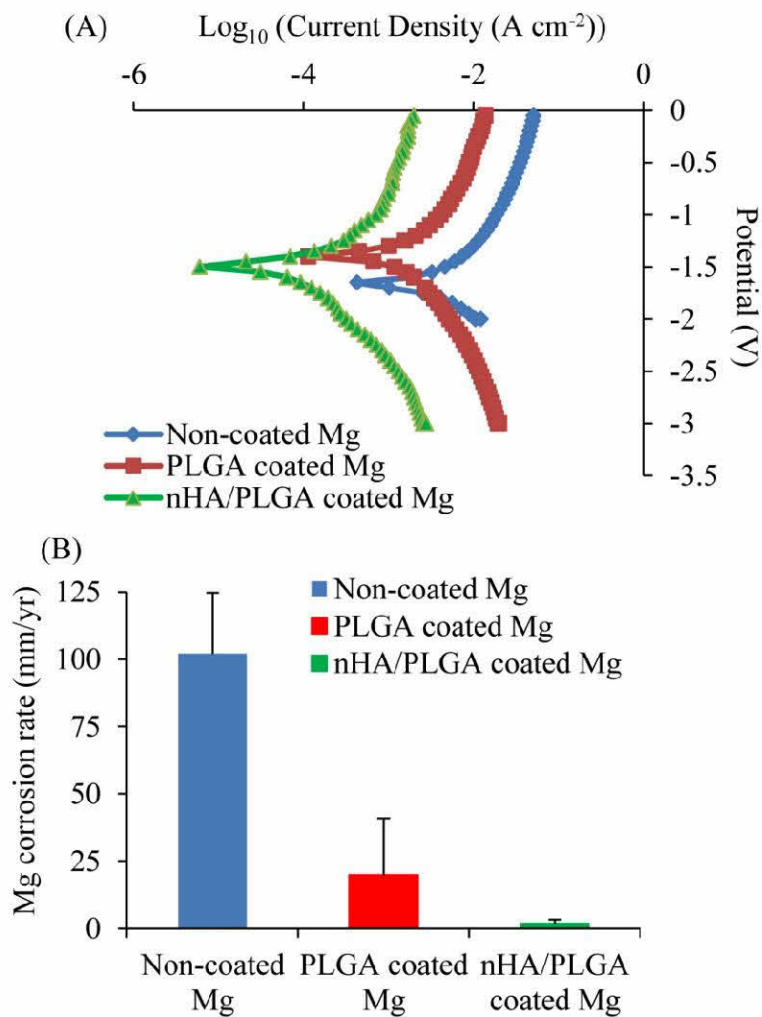 (A) Log₁₀ (Current Density (A cm⁻²))
-6 -4 -2 0
0
-0.5
-1
-1.5
-2
-2.5
-3
-3.5
Potential (V)
Non-coated Mg
PLGA coated Mg
nHA/PLGA coated Mg
(B)
Mg corrosion rate (mm/yr)
125
100
75
50
25
0
Non-coated Mg
PLGA coated Mg
nHA/PLGA coated Mg
Non-coated PLGA coated nHA/PLGA
Mg Mg coated Mg